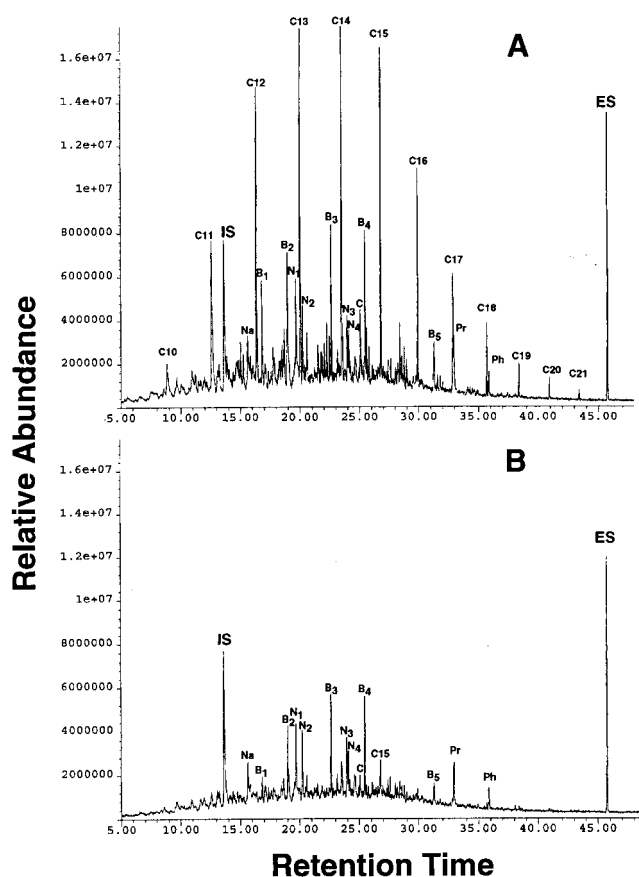 Relative Abundance
A
1.6e+07
1.4e+07
1.2e+07
1e+07
8000000
6000000
4000000
2000000
C10
C11
IS
Na
C12
B1
B2
N1
C13
N2
B3
C14
N3
N4
C
B4
C15
C16
B5
C17
Pr
C18
Ph
C19
C20
C21
ES
-5.00 10.00 15.00 20.00 25.00 30.00 35.00 40.00 45.00
B
1.6e+07
1.4e+07
1.2e+07
1e+07
8000000
6000000
4000000
2000000
IS
Na
B1
B2
N1
N2
B3
N3
N4
C
B4
C15
B5
Pr
Ph
ES
5.00 10.00 15.00 20.00 25.00 30.00 35.00 40.00 45.00
Retention Time